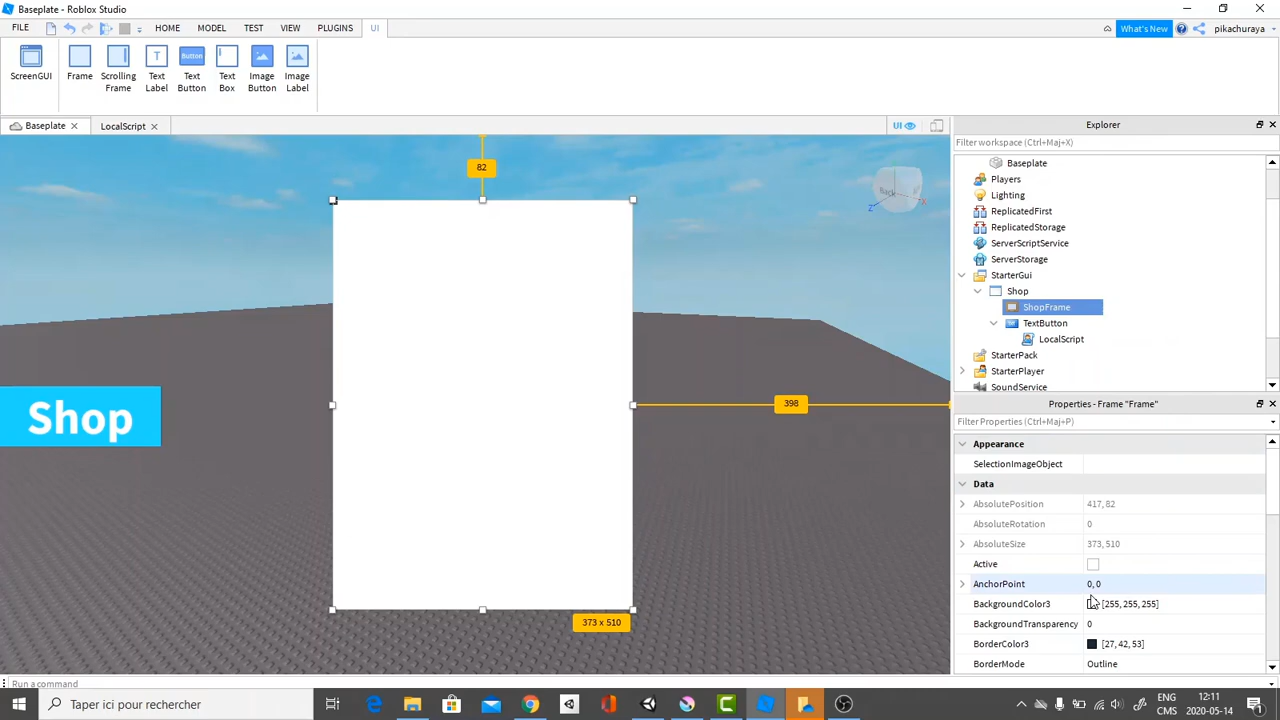 Baseplate - Roblox Studio
FILE
HOME
MODEL
TEST
VIEW
PLUGINS
UI
What's New
pikachuraya
ScreenGUI
Frame
Scrolling Frame
Text Label
Button
Text Button
Text Box
Image Button
Image Label
Baseplate
LocalScript
UI
Explorer
Filter workspace (Ctrl+Maj+X)
Baseplate
Players
Lighting
ReplicatedFirst
ReplicatedStorage
ServerScriptService
ServerStorage
StarterGui
Shop
ShopFrame
TextButton
LocalScript
StarterPack
StarterPlayer
SoundService
82
Back
Z
X
398
373 x 510
Shop
Properties - Frame "Frame"
Filter Properties (Ctrl+Maj+P)
Appearance
SelectionImageObject
Data
AbsolutePosition 417, 82
AbsoluteRotation 0
AbsoluteSize 373, 510
Active
AnchorPoint 0, 0
BackgroundColor3 [255, 255, 255]
BackgroundTransparency 0
BorderColor3 [27, 42, 53]
BorderMode Outline
Run a command
Taper ici pour rechercher
ENG
CMS
12:11
2020-05-14